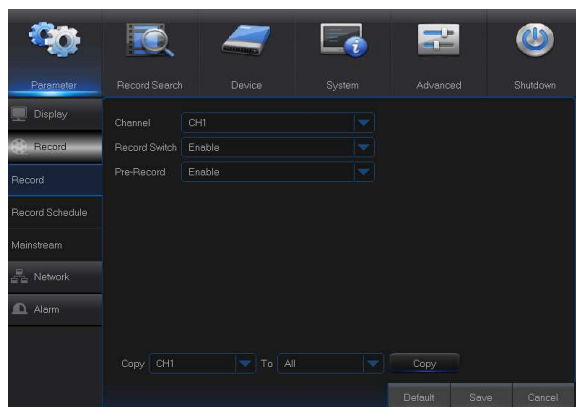 Parameter Record Search Device System Advanced Shutdown
Display
Record
Record
Record Schedule
Mainstream
Network
Alarm
Channel CH1
Record Switch Enable
Pre-Record Enable
Copy CH1 To All Copy
Default Save Cancel